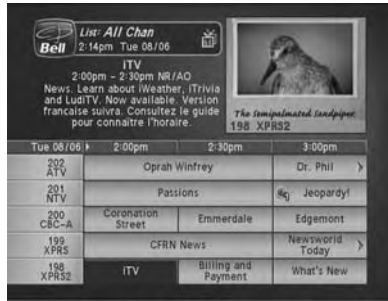 Bell
List: All Chan
2:14pm Tue 08/06
iTV
2:00pm - 2:30pm NR/
AO
News. Learn about iWeather, iTrivia
and LudiTV. Now available. Version
francaise suivra. Consultez le guide
pour connaître l'horaire.
The Semipalmated Sandpiper
198 XPRS2
Tue 08/06 2:00pm 2:30pm 3:00pm
202 ATV Oprah Winfrey Dr. Phil
201 NTV Passions Jeopardy!
200 CBC-A Coronation Street Emmerdale Edgemont
199 XPRS CFRN News Newsworld Today
198 XPRS2 iTV Billing and Payment What's New